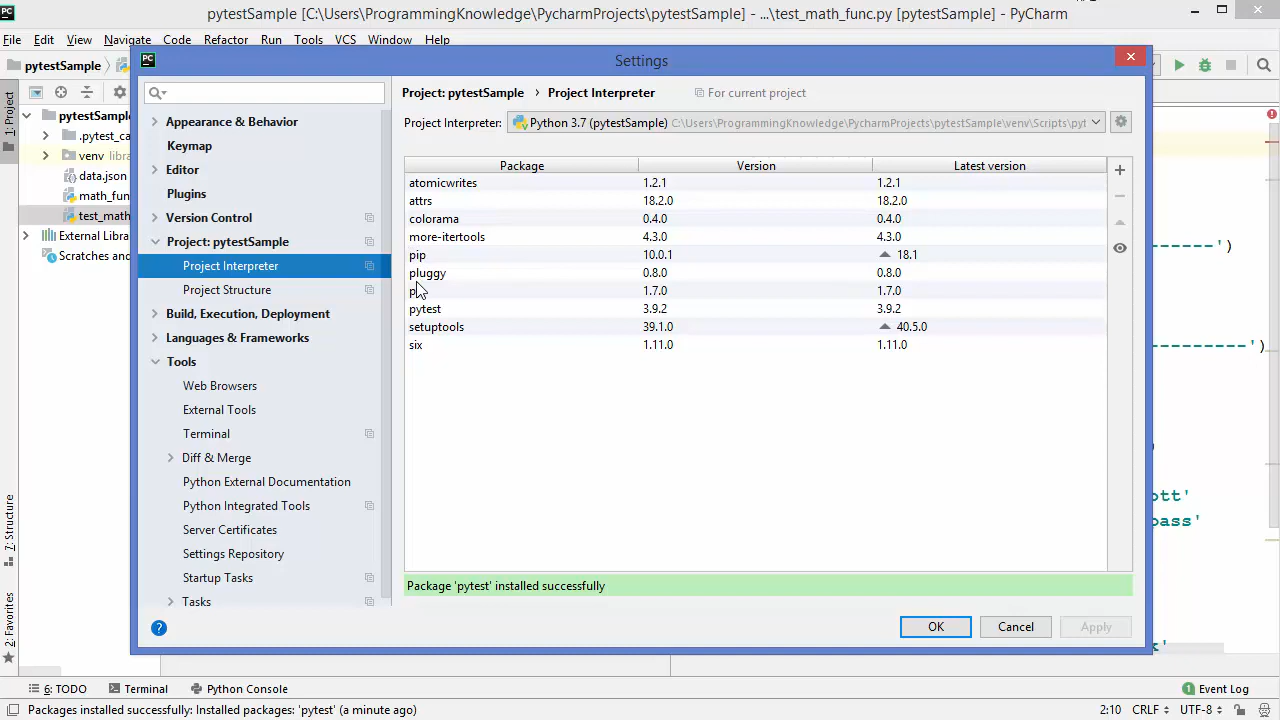 pytestSample [C:\Users\ProgrammingKnowledge\PycharmProjects\pytestSample] - ...\test_math_func.py [pytestSample] - PyCharm
File Edit View Navigate Code Refactor Run Tools VCS Window Help
pytestSample
Settings
1: Project
7: Structure
2: Favorites
pytestSample
.pytest_ca
venv libra
data.json
math_fun
test_math
External Libra
Scratches and
Appearance & Behavior
Keymap
Editor
Plugins
Version Control
Project: pytestSample
Project Interpreter
Project Structure
Build, Execution, Deployment
Languages & Frameworks
Tools
Web Browsers
External Tools
Terminal
Diff & Merge
Python External Documentation
Python Integrated Tools
Server Certificates
Settings Repository
Startup Tasks
Tasks
Project: pytestSample › Project Interpreter For current project
Project Interpreter: Python 3.7 (pytestSample) C:\Users\ProgrammingKnowledge\PycharmProjects\pytestSample\venv\Scripts\pyt
Package Version Latest version
atomicwrites 1.2.1 1.2.1
attrs 18.2.0 18.2.0
colorama 0.4.0 0.4.0
more-itertools 4.3.0 4.3.0
pip 10.0.1 18.1
pluggy 0.8.0 0.8.0
1.7.0 1.7.0
pytest 3.9.2 3.9.2
setuptools 39.1.0 40.5.0
six 1.11.0 1.11.0
Package 'pytest' installed successfully
OK Cancel Apply
------')
---------')
ott'
pass'
k'
6: TODO Terminal Python Console 1 Event Log
Packages installed successfully: Installed packages: 'pytest' (a minute ago) 2:10 CRLF UTF-8